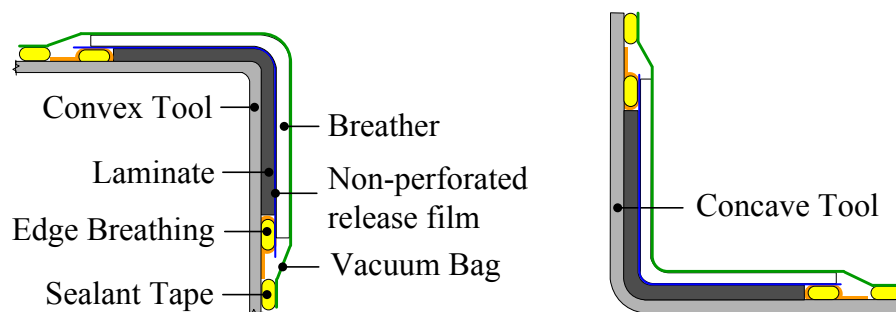 Convex Tool
Laminate
Edge Breathing
Sealant Tape
Breather
Non-perforated
release film
Vacuum Bag
Concave Tool